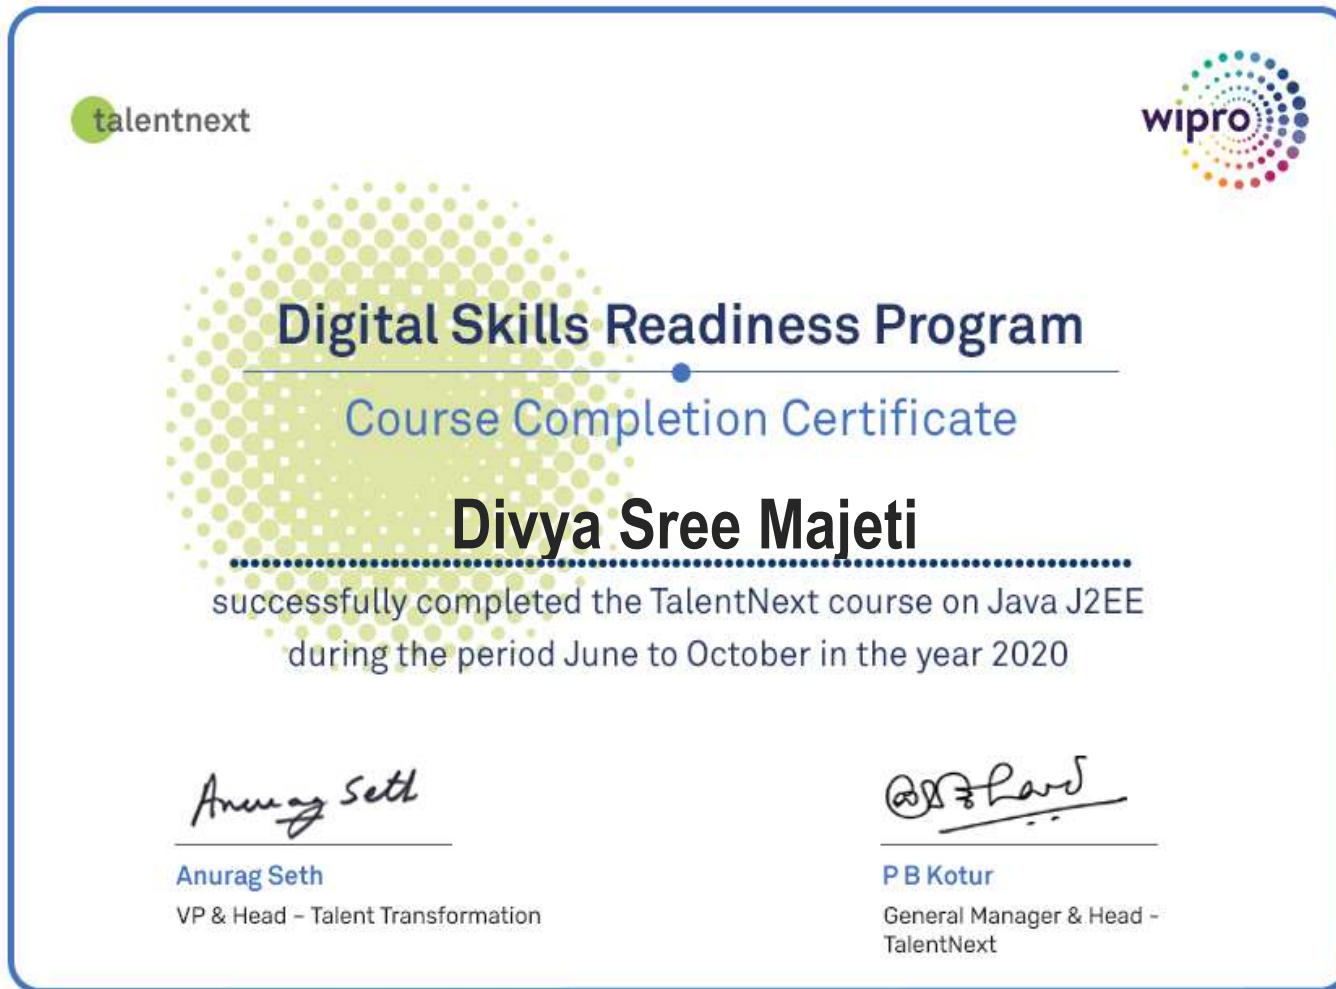 talentnext
wipro
Digital Skills Readiness Program
Course Completion Certificate
Divya Sree Majeti
successfully completed the TalentNext course on Java J2EE
during the period June to October in the year 2020
Anurag Seth
Anurag Seth
P B Kotur
VP & Head – Talent Transformation
General Manager & Head -
TalentNext